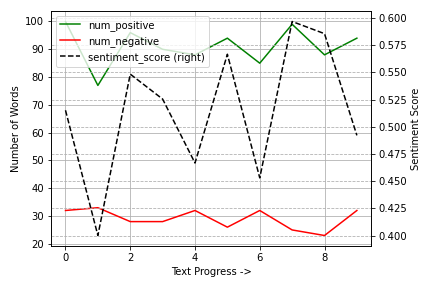 num_positive
num_negative
sentiment_score (right)
100
90
80
70
60
50
40
30
20
Number of Words
0.600
0.575
0.550
0.525
0.500
0.475
0.450
0.425
0.400
Sentiment Score
0 2 4 6 8
Text Progress ->